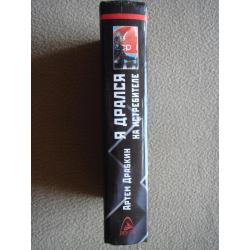 Артем Драбкин
Я ДРАЛСЯ
НА ИСТРЕБИТЕЛЕ